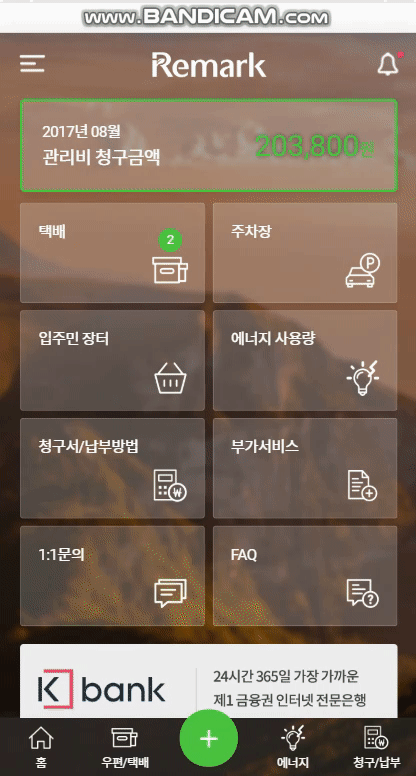 www.BANDICAM.com
Remark
2017년 08월
관리비 청구금액
203,800원
택배
2
주차장
P
입주민 장터
에너지 사용량
청구서/납부방법
₩
부가서비스
1:1문의
FAQ
?
K bank
24시간 365일 가장 가까운
제1 금융권 인터넷 전문은행
홈
우편/택배
+
에너지
청구/납부
₩